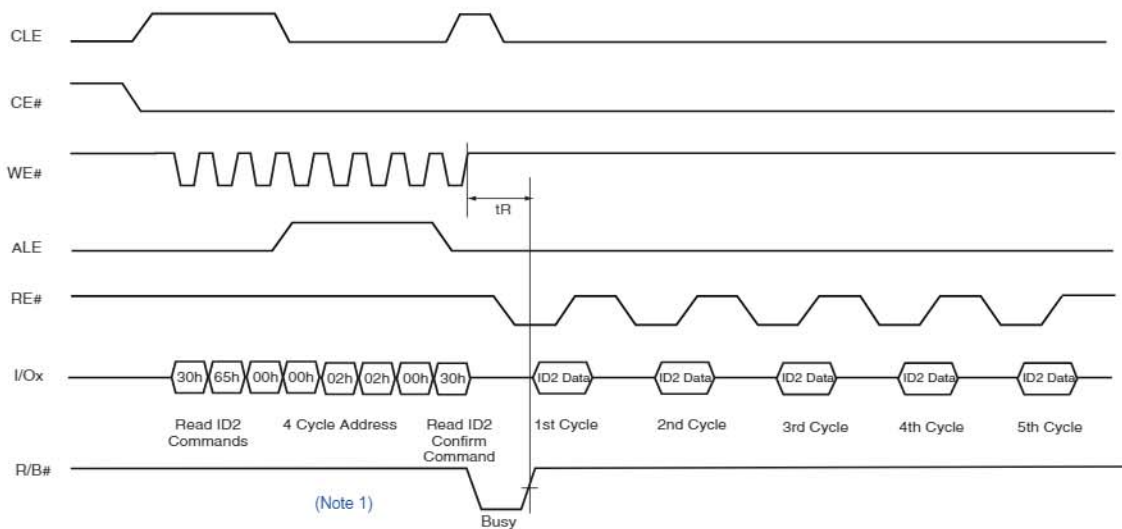 CLE
CE#
WE#
tR
ALE
RE#
I/Ox
30h 65h 00h 00h 02h 02h 00h 30h ID2 Data ID2 Data ID2 Data ID2 Data ID2 Data
Read ID2 Commands
4 Cycle Address
Read ID2 Confirm Command
1st Cycle
2nd Cycle
3rd Cycle
4th Cycle
5th Cycle
R/B#
(Note 1)
Busy